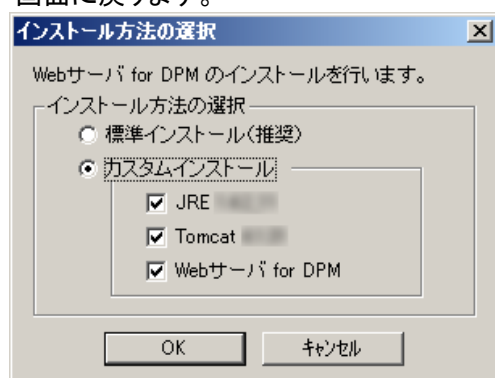 画面に戻ります。
インストール方法の選択
Webサーバ for DPM のインストールを行います。
インストール方法の選択
標準インストール(推奨)
カスタムインストール
JRE
Tomcat
Webサーバ for DPM
OK
キャンセル